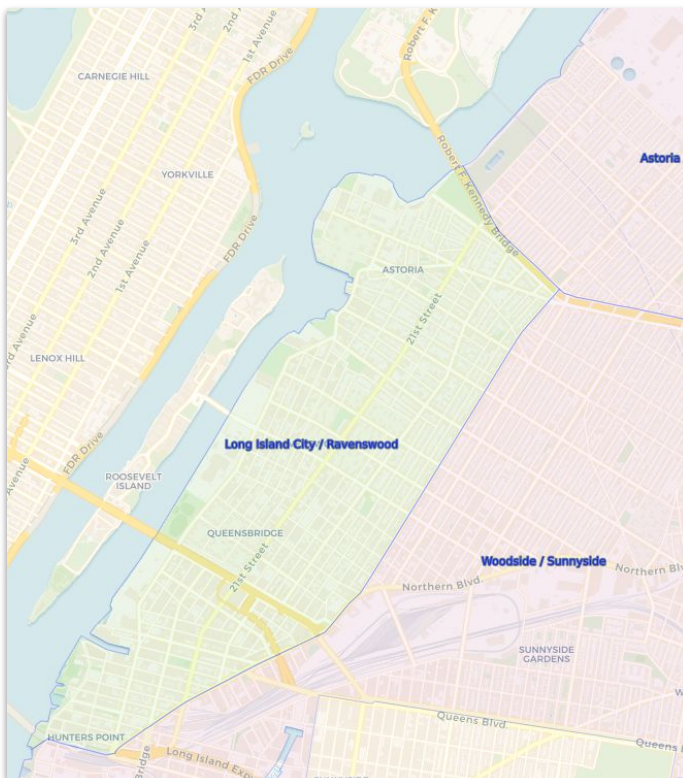 3rd Avenue
2nd Avenue
1st Avenue
FDR Drive
Robert F. K
CARNEGIE HILL
YORKVILLE
Astoria
Robert F. Kennedy Bridge
3rd Avenue
2nd Avenue
1st Avenue
FDR Drive
ASTORIA
21st Street
LENOX HILL
3rd Avenue
Long Island City / Ravenswood
FDR Drive
Avenue
ROOSEVELT
ISLAND
QUEENSBRIDGE
21st Street
Woodside / Sunnyside
Northern Blvd
Northern Blv
SUNNYSIDE
GARDENS
W
Queens Blvd
Queens B
HUNTERS POINT
Bridge
Long Island Exp